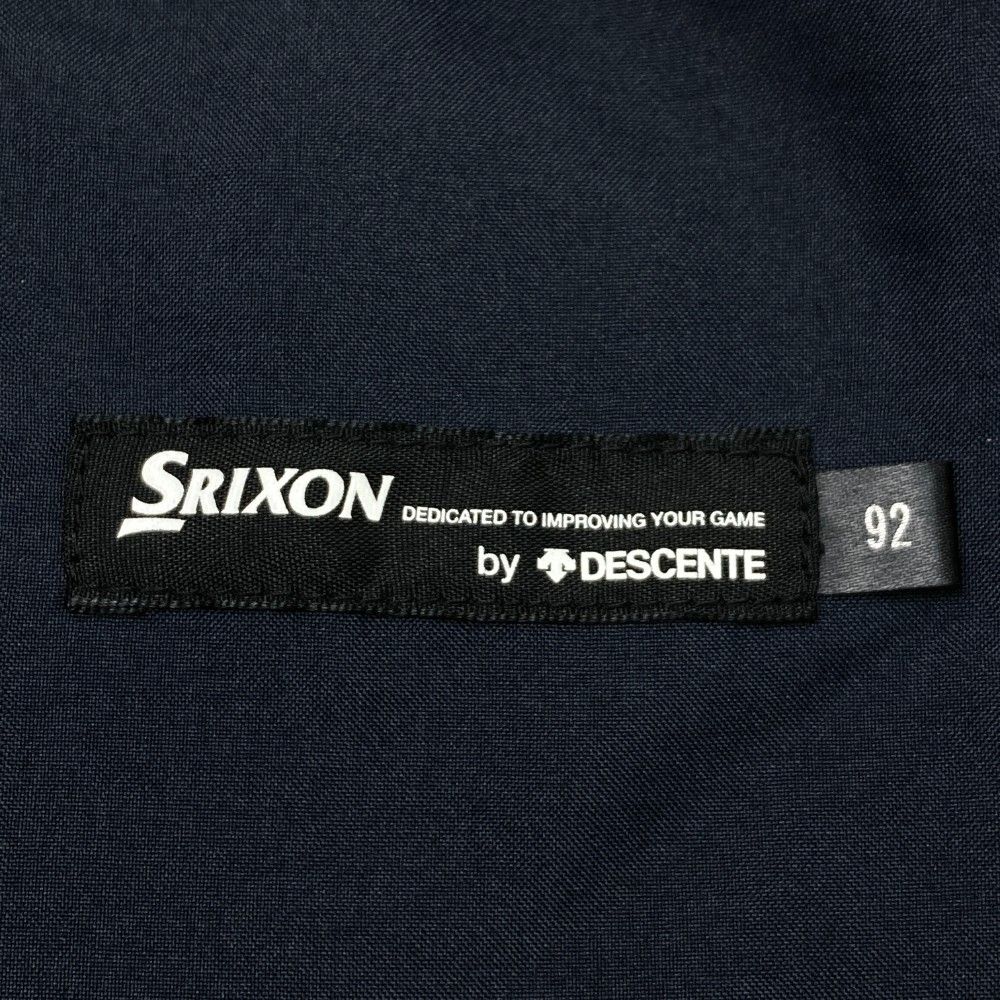 SRIXON DEDICATED TO IMPROVING YOUR GAME
by DESCENTE
92